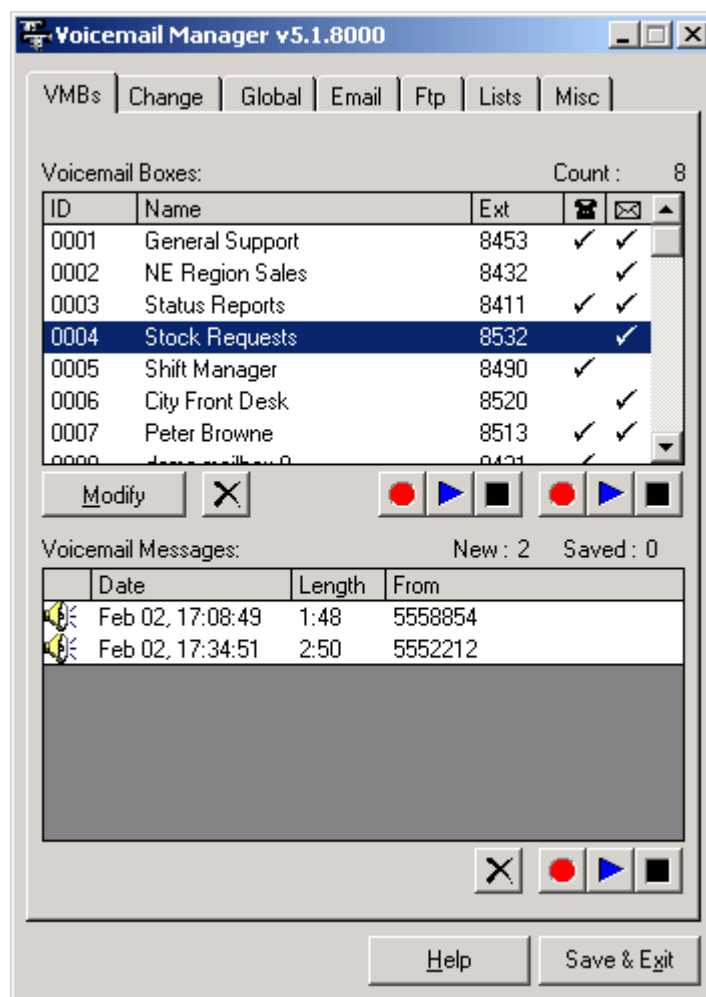 Voicemail Manager v5.1.8000
VMBs Change Global Email Ftp Lists Misc
Voicemail Boxes: Count : 8
ID Name Ext
0001 General Support 8453
0002 NE Region Sales 8432
0003 Status Reports 8411
0004 Stock Requests 8532
0005 Shift Manager 8490
0006 City Front Desk 8520
0007 Peter Browne 8513
Modify
Voicemail Messages: New : 2 Saved : 0
Date Length From
Feb 02, 17:08:49 1:48 5558854
Feb 02, 17:34:51 2:50 5552212
Help Save & Exit